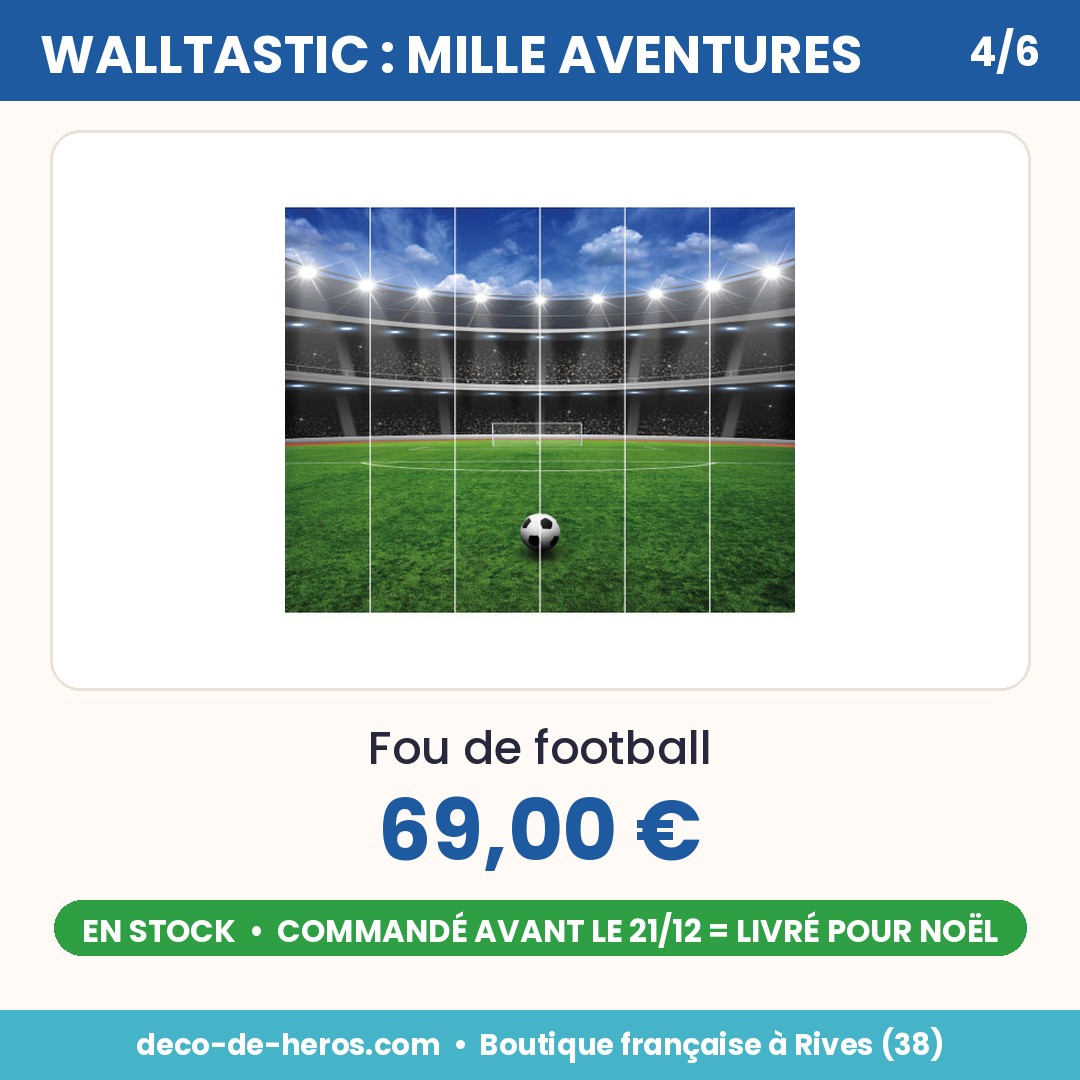 WALLTASTIC : MILLE AVENTURES 4/6
Fou de football
69,00 €
EN STOCK • COMMANDÉ AVANT LE 21/12 = LIVRÉ POUR NOËL
deco-de-heros.com • Boutique française à Rives (38)